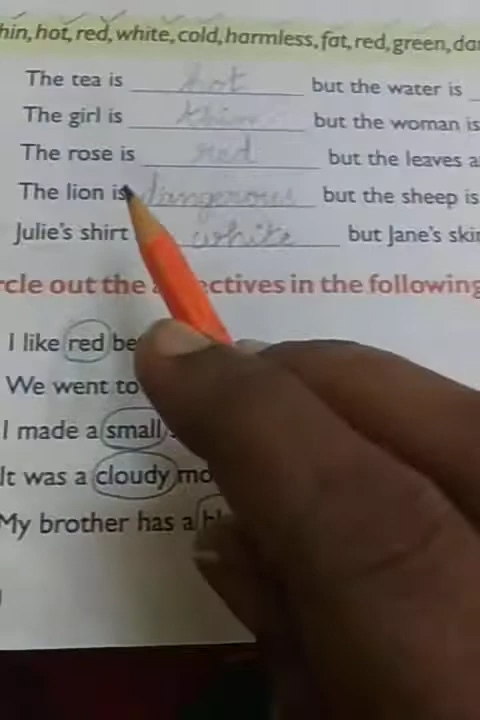 hin, hot, red, white, cold, harmless, fat, red, green, da
The tea is hot but the water is
The girl is thin but the woman is
The rose is red but the leaves a
The lion is dangerous but the sheep is
Julie's shirt white but Jane's ski
rcle out the ctives in the following
I like red be
We went to
I made a small
It was a cloudy mo
My brother has a bl